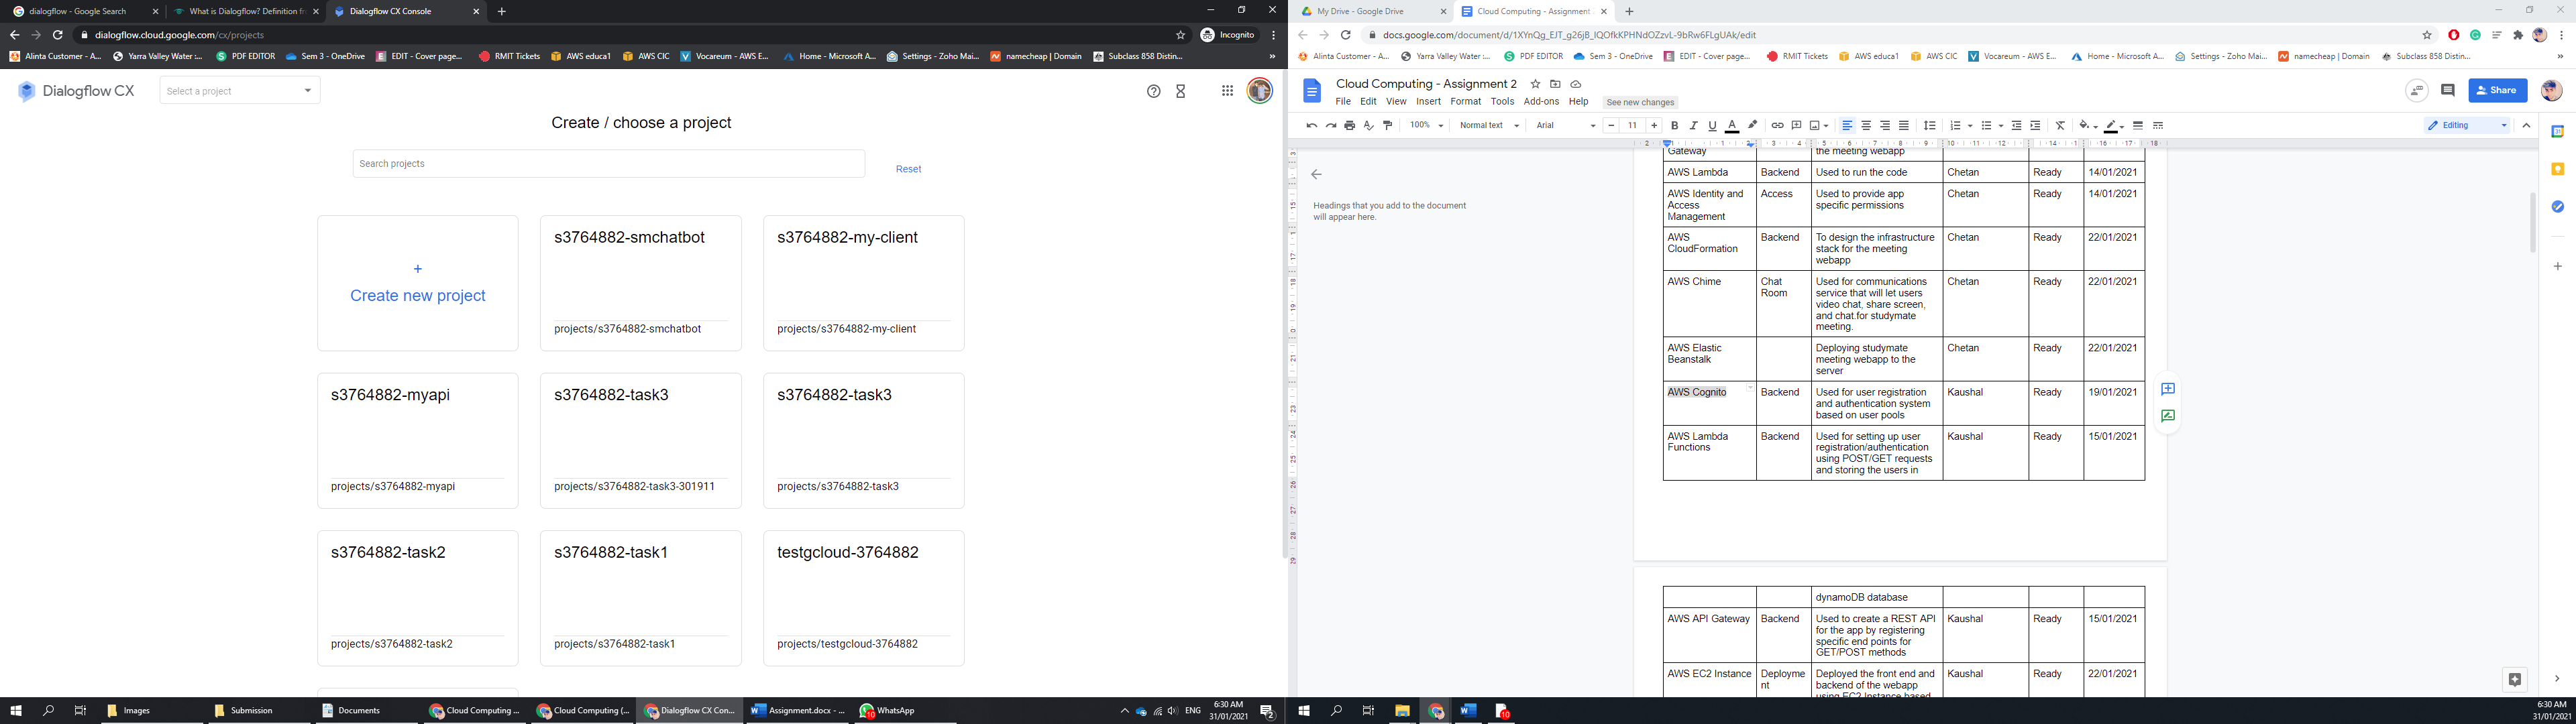 dialogflow - Google Search
What is Dialogflow? Definition fr
Dialogflow CX Console
dialogflow.cloud.google.com/cx/projects
Incognito
Alinta Customer - A...
Yarra Valley Water :...
PDF EDITOR
Sem 3 - OneDrive
EDIT - Cover page...
RMIT Tickets
AWS educa1
AWS CIC
Vocareum - AWS E...
Home - Microsoft A...
Settings - Zoho Mai...
namecheap | Domain
Subclass 858 Distin...
Dialogflow CX
Select a project
Create / choose a project
Search projects
Reset
+
Create new project
s3764882-smchatbot
projects/s3764882-smchatbot
s3764882-my-client
projects/s3764882-my-client
s3764882-myapi
projects/s3764882-myapi
s3764882-task3
projects/s3764882-task3-301911
s3764882-task3
projects/s3764882-task3
s3764882-task2
projects/s3764882-task2
s3764882-task1
projects/s3764882-task1
testgcloud-3764882
projects/testgcloud-3764882
Images
Submission
Documents
Cloud Computing ...
Cloud Computing (...
Dialogflow CX Con...
Assignment.docx - ...
WhatsApp
ENG
6:30 AM
31/01/2021
My Drive - Google Drive
Cloud Computing - Assignment
docs.google.com/document/d/1XYnQg_EJT_g26jB_IQOfkKPHNdOZzvL-9bRw6FLgUAk/edit
Alinta Customer - A...
Yarra Valley Water :...
PDF EDITOR
Sem 3 - OneDrive
EDIT - Cover page...
RMIT Tickets
AWS educa1
AWS CIC
Vocareum - AWS E...
Home - Microsoft A...
Settings - Zoho Mai...
namecheap | Domain
Subclass 858 Distin...
Cloud Computing - Assignment 2
File Edit View Insert Format Tools Add-ons Help See new changes
Share
100% Normal text Arial 11
Editing
Headings that you add to the document
will appear here.
Gateway
the meeting webapp
AWS Lambda
Backend
Used to run the code
Chetan
Ready
14/01/2021
AWS Identity and
Access
Management
Access
Used to provide app
specific permissions
Chetan
Ready
14/01/2021
AWS
CloudFormation
Backend
To design the infrastructure
stack for the meeting
webapp
Chetan
Ready
22/01/2021
AWS Chime
Chat
Room
Used for communications
service that will let users
video chat, share screen,
and chat.for studymate
meeting.
Chetan
Ready
22/01/2021
AWS Elastic
Beanstalk
Deploying studymate
meeting webapp to the
server
Chetan
Ready
22/01/2021
AWS Cognito
Backend
Used for user registration
and authentication system
based on user pools
Kaushal
Ready
19/01/2021
AWS Lambda
Functions
Backend
Used for setting up user
registration/authentication
using POST/GET requests
and storing the users in
Kaushal
Ready
15/01/2021
dynamoDB database
AWS API Gateway
Backend
Used to create a REST API
for the app by registering
specific end points for
GET/POST methods
Kaushal
Ready
15/01/2021
AWS EC2 Instance
Deployme
nt
Deployed the front end and
backend of the webapp
using EC2 Instance based
Kaushal
Ready
22/01/2021
6:30 AM
31/01/2021